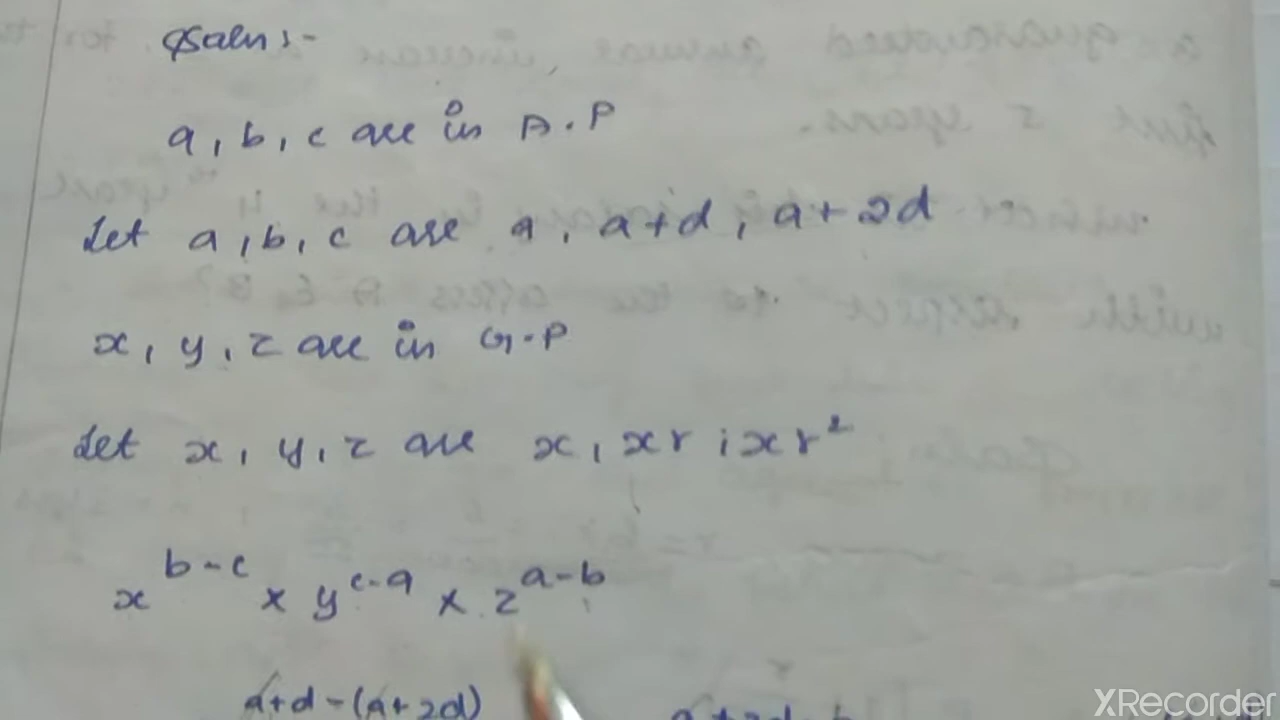 Soln :-
a, b, c are in A.P
Let a, b, c are a, a+d, a+2d
x, y, z are in G.P
Let x, y, z are x, xr, xr²
x^{b-c} × y^{c-a} × z^{a-b}
a+d-(a+2d)
XRecorder